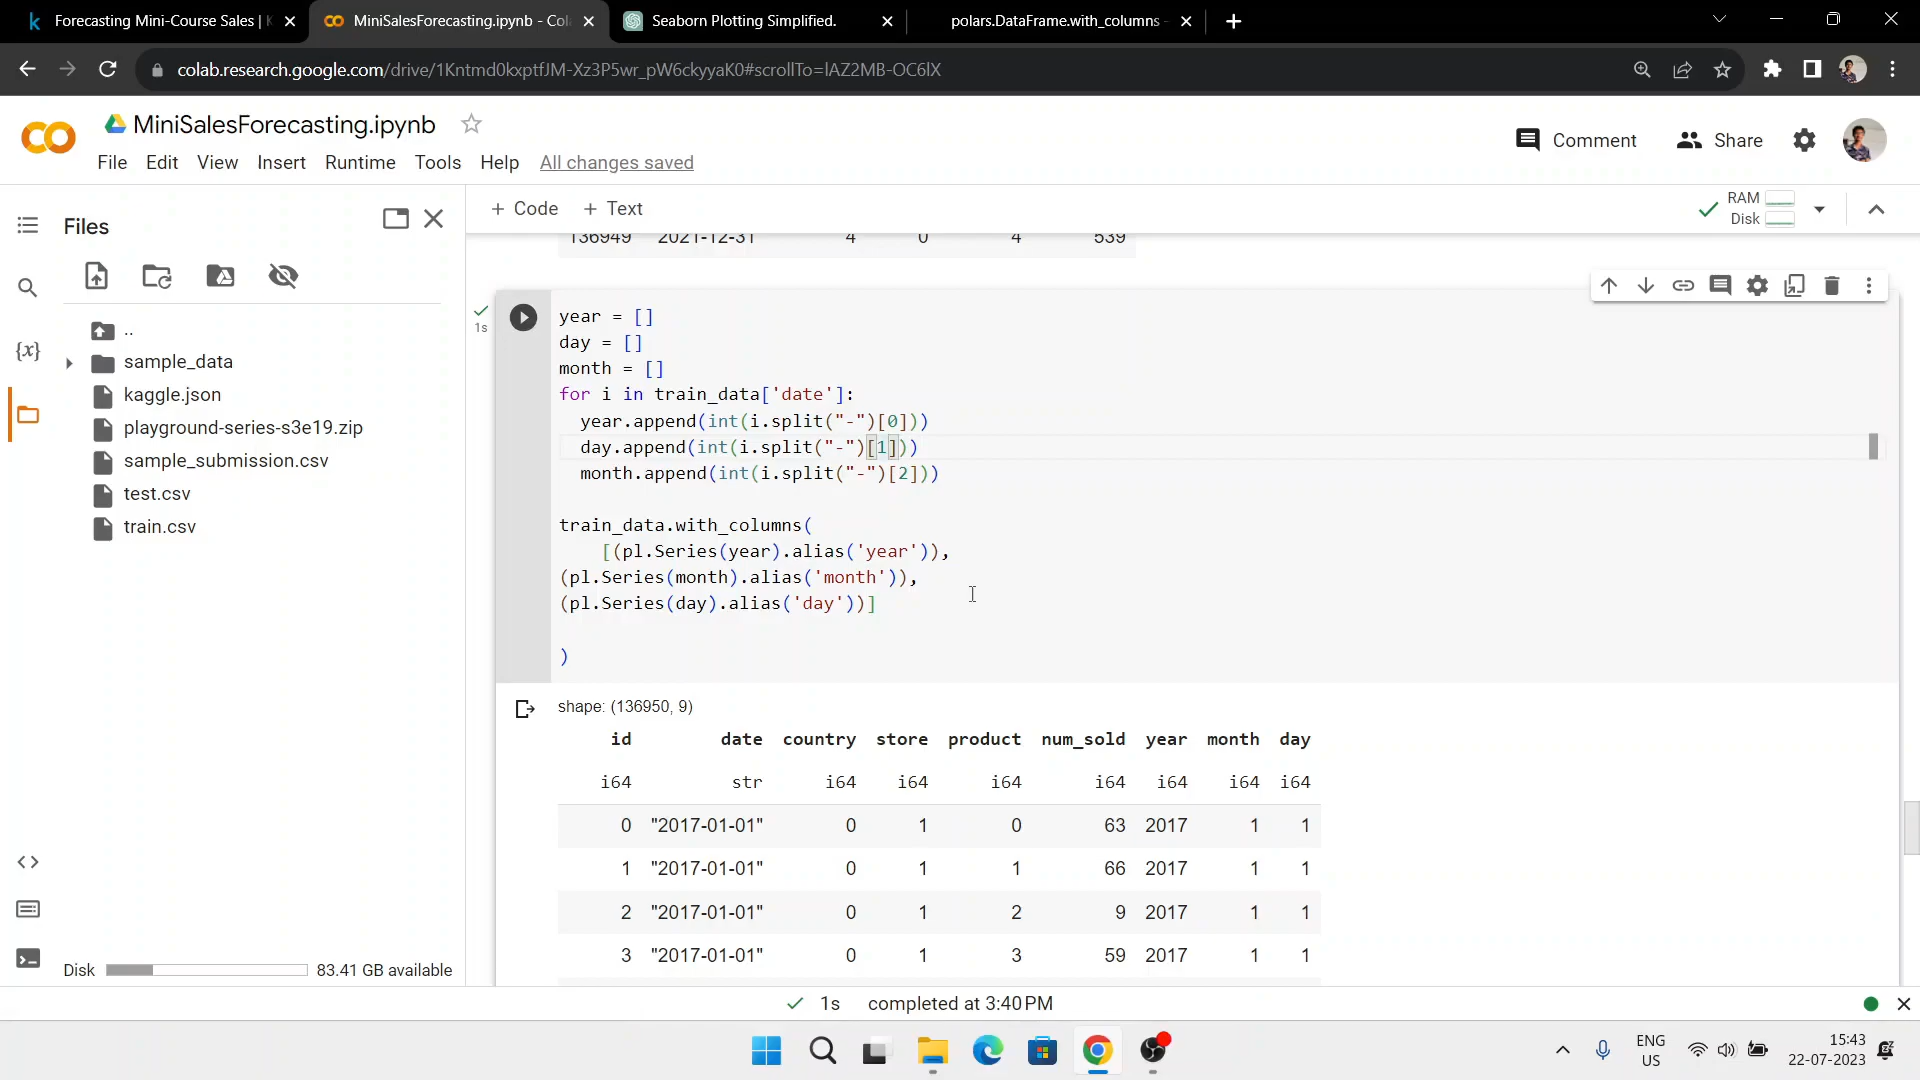 Forecasting Mini-Course Sales |
MiniSalesForecasting.ipynb - Col
Seaborn Plotting Simplified.
polars.DataFrame.with_columns -
colab.research.google.com/drive/1Kntmd0kxptfJM-Xz3P5wr_pW6ckyyaK0#scrollTo=lAZ2MB-OC6lX
MiniSalesForecasting.ipynb
Comment
Share
File Edit View Insert Runtime Tools Help All changes saved
Files
+ Code + Text
RAM
Disk
136949 2021-12-31 4 0 4 539
{x}
..
sample_data
kaggle.json
playground-series-s3e19.zip
sample_submission.csv
test.csv
train.csv
1s
year = []
day = []
month = []
for i in train_data['date']:
year.append(int(i.split("-")[0]))
day.append(int(i.split("-")[1]))
month.append(int(i.split("-")[2]))
train_data.with_columns(
[(pl.Series(year).alias('year')),
(pl.Series(month).alias('month')),
(pl.Series(day).alias('day'))]
)
shape: (136950, 9)
id date country store product num_sold year month day
i64 str i64 i64 i64 i64 i64 i64 i64
0 "2017-01-01" 0 1 0 63 2017 1 1
1 "2017-01-01" 0 1 1 66 2017 1 1
2 "2017-01-01" 0 1 2 9 2017 1 1
3 "2017-01-01" 0 1 3 59 2017 1 1
Disk 83.41 GB available
1s completed at 3:40 PM
ENG
US
15:43
22-07-2023